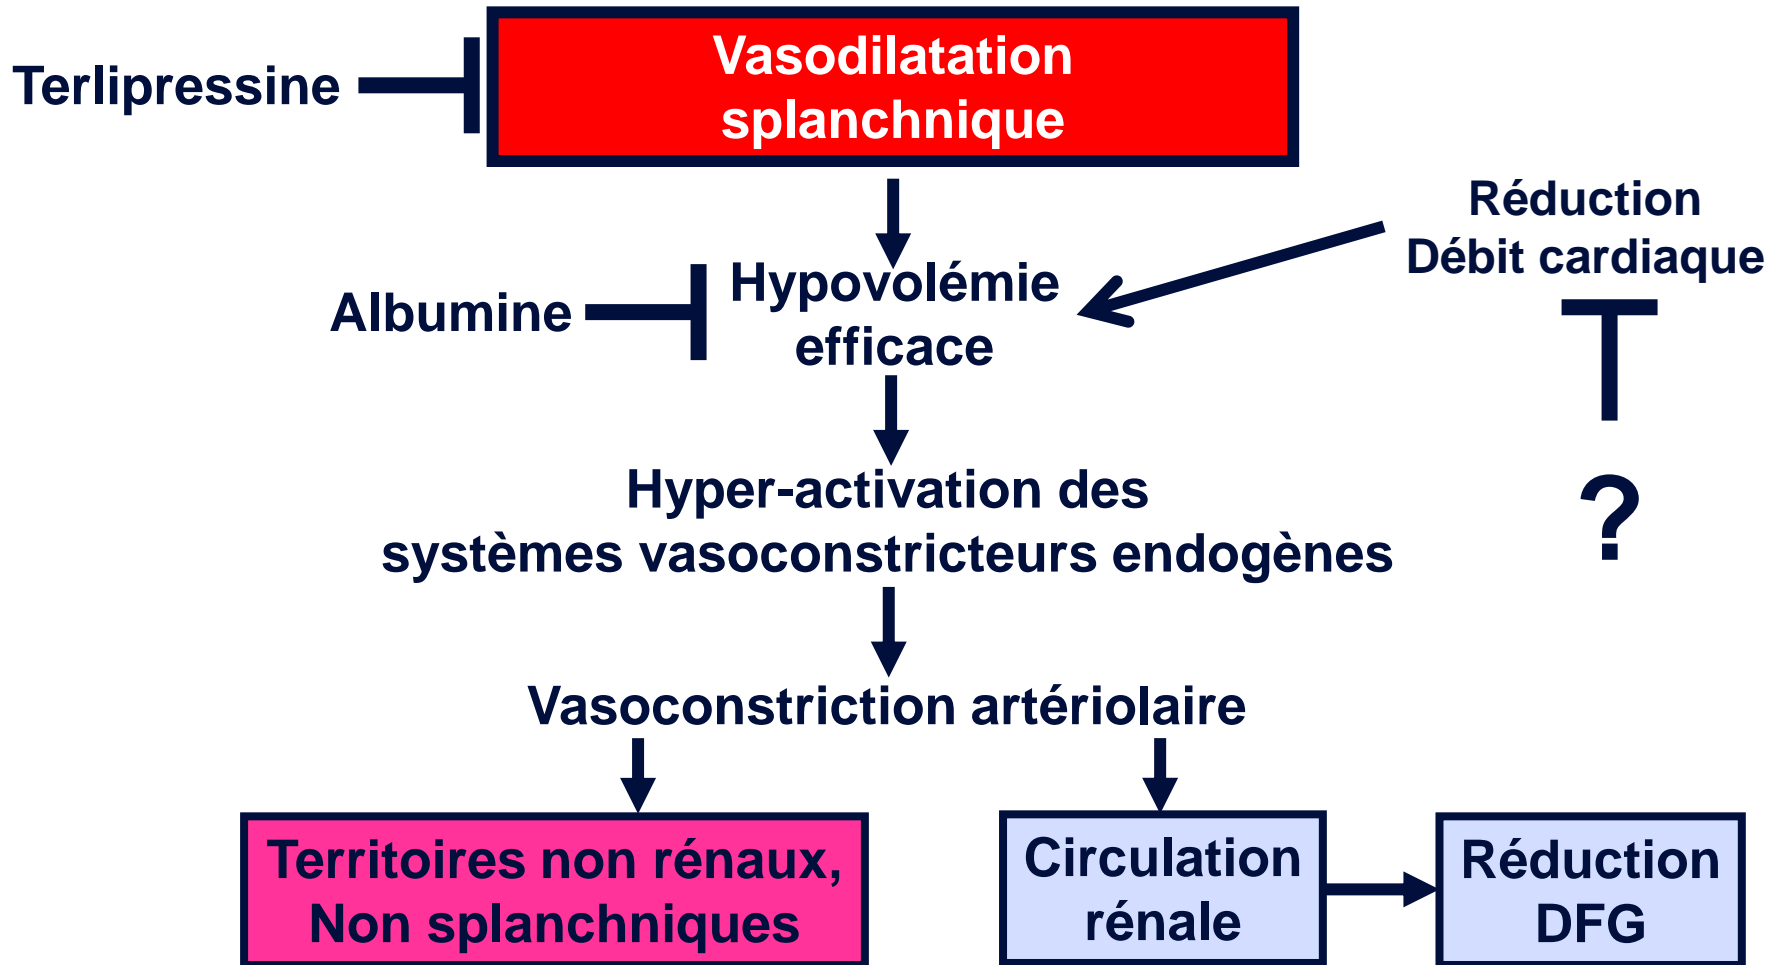 Vasodilatation
splanchnique
Terlipressine
Réduction
Débit cardiaque
Hypovolémie
efficace
Albumine
?
Hyper-activation des
systèmes vasoconstricteurs endogènes
Vasoconstriction artériolaire
Territoires non rénaux,
Non splanchniques
Circulation
rénale
Réduction
DFG